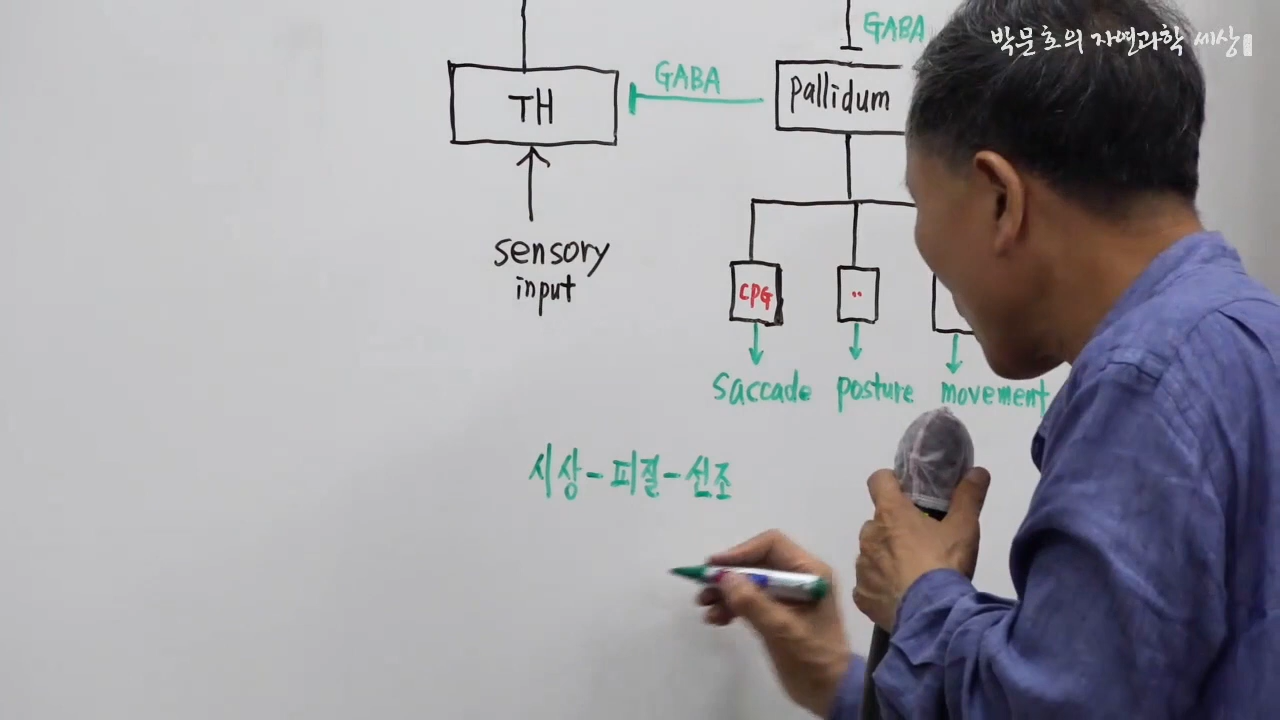 박문호의 자연과학 세상
GABA
GABA
TH
pallidum
sensory
input
CPG
..
saccade posture movement
시상-피질-선조